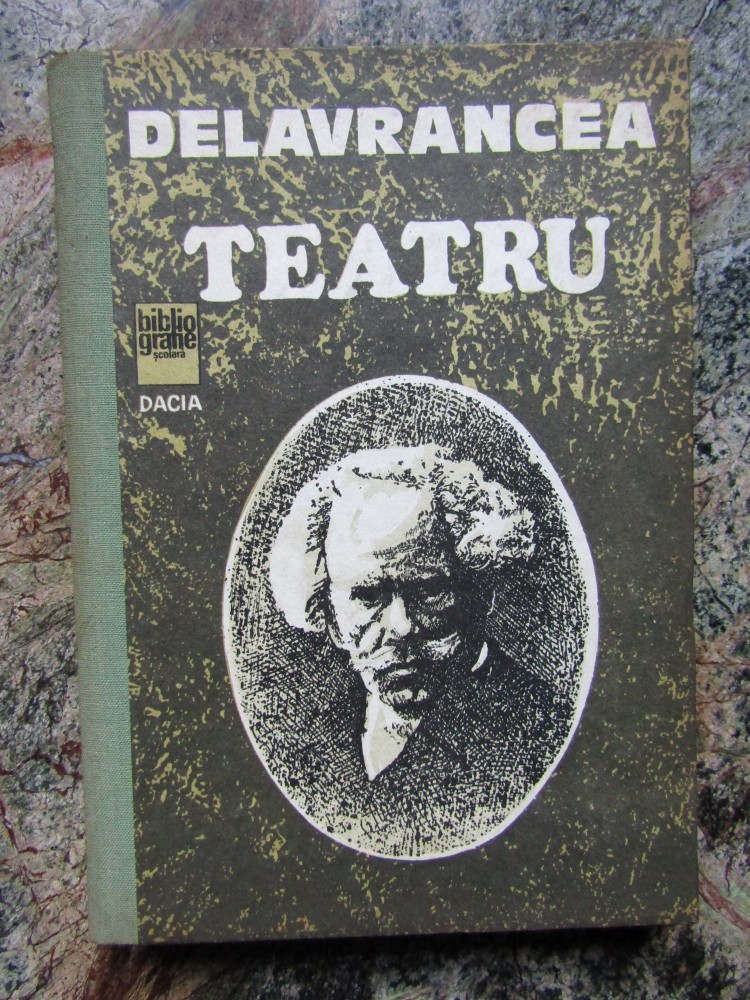 DELAVRANCEA
TEATRU
biblio
grafie
școlară
DACIA